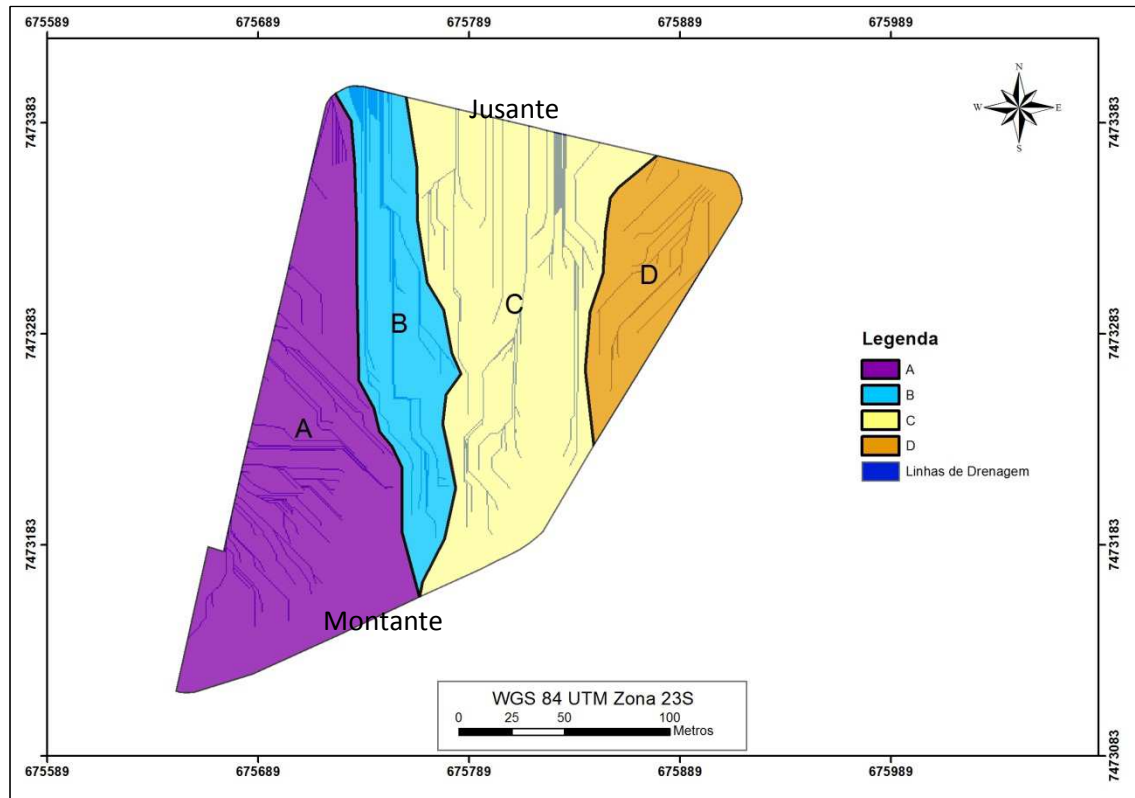 675589 675689 675789 675889 675989
N
W E
S
7473383 7473383
Jusante
7473283 7473283
A
B
C
D
Legenda
A
B
C
D
Linhas de Drenagem
7473183 7473183
Montante
WGS 84 UTM Zona 23S
0 25 50 100
Metros
7473083 7473083
675589 675689 675789 675889 675989